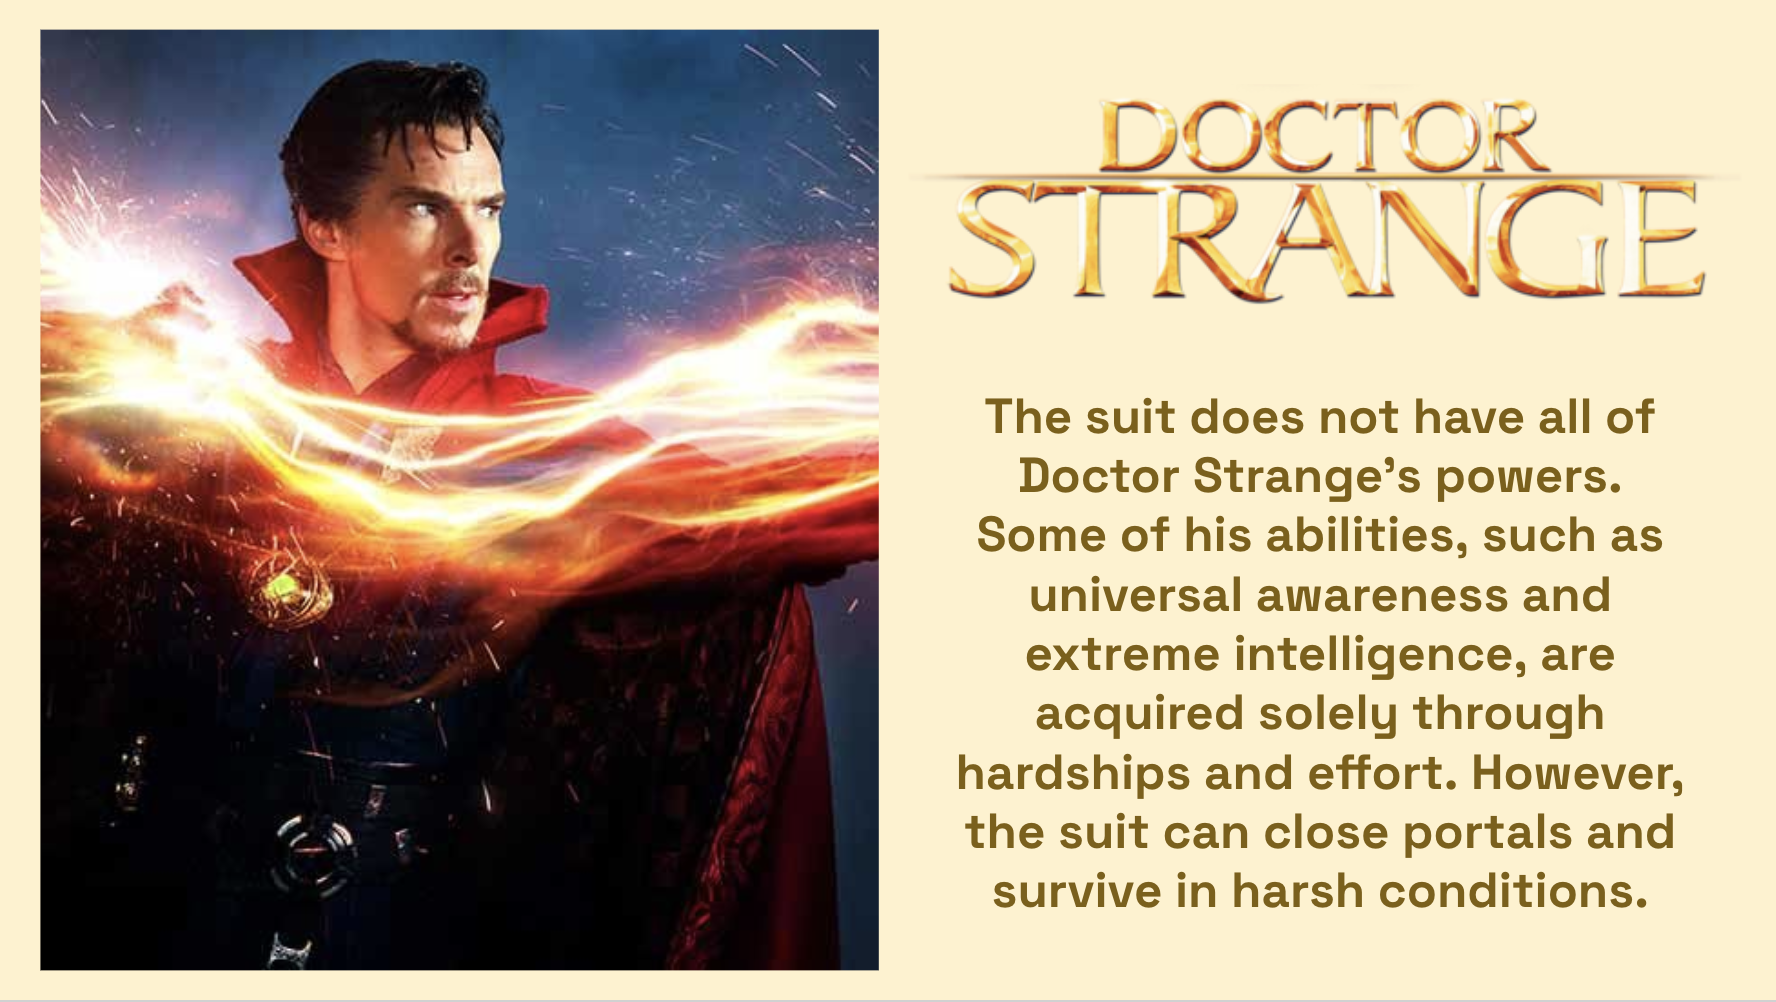 DOCTOR
STRANGE
The suit does not have all of
Doctor Strange’s powers.
Some of his abilities, such as
universal awareness and
extreme intelligence, are
acquired solely through
hardships and effort. However,
the suit can close portals and
survive in harsh conditions.